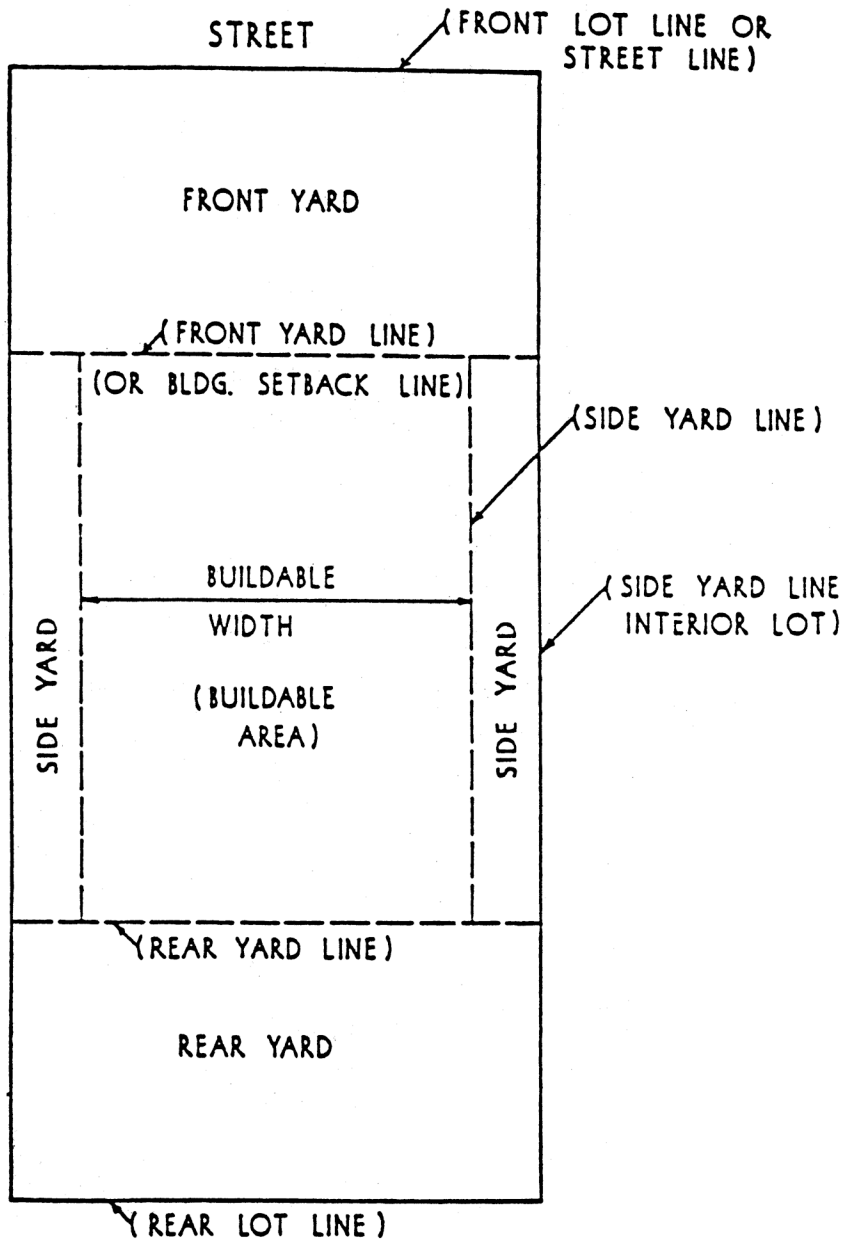 STREET
(FRONT LOT LINE OR
STREET LINE)
FRONT YARD
(FRONT YARD LINE)
(OR BLDG. SETBACK LINE)
(SIDE YARD LINE)
BUILDABLE
WIDTH
(SIDE YARD LINE
INTERIOR LOT)
SIDE YARD
(BUILDABLE
AREA)
SIDE YARD
(REAR YARD LINE)
REAR YARD
(REAR LOT LINE)